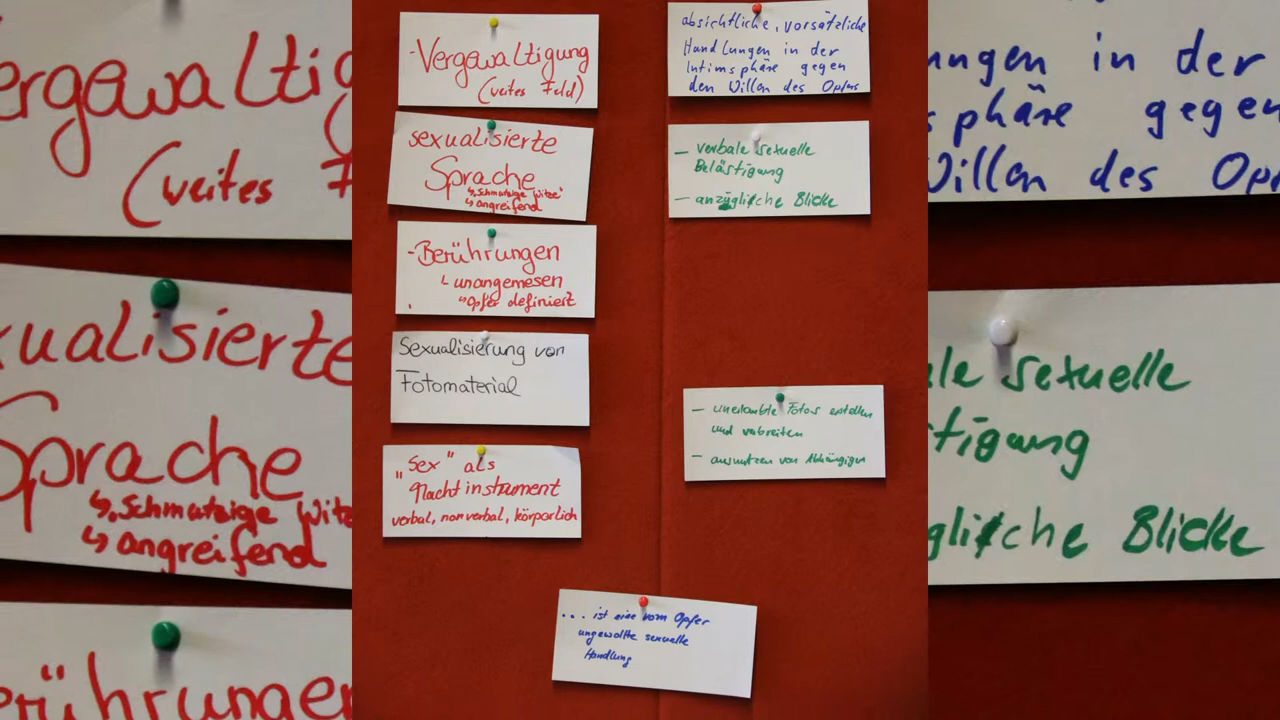 - Vergewaltigung
(weites Feld)
sexualisierte
Sprache
↳ "Schmutzige Witze"
↳ angreifend
- Berührungen
↳ unangemesen
↳ Opfer definiert
Sexualisierung von
Fotomaterial
"Sex" als
Machtinstrument
verbal, nonverbal, körperlich
absichtliche, vorsätzliche
Handlungen in der
Intimsphäre gegen
den Willen des Opfers
- verbale sexuelle
Belästigung
- anzügliche Blicke
- unerlaubte Fotos erstellen
und verbreiten
- ausnutzen von Abhängigen
... ist eine vom Opfer
ungewollte sexuelle
Handlung